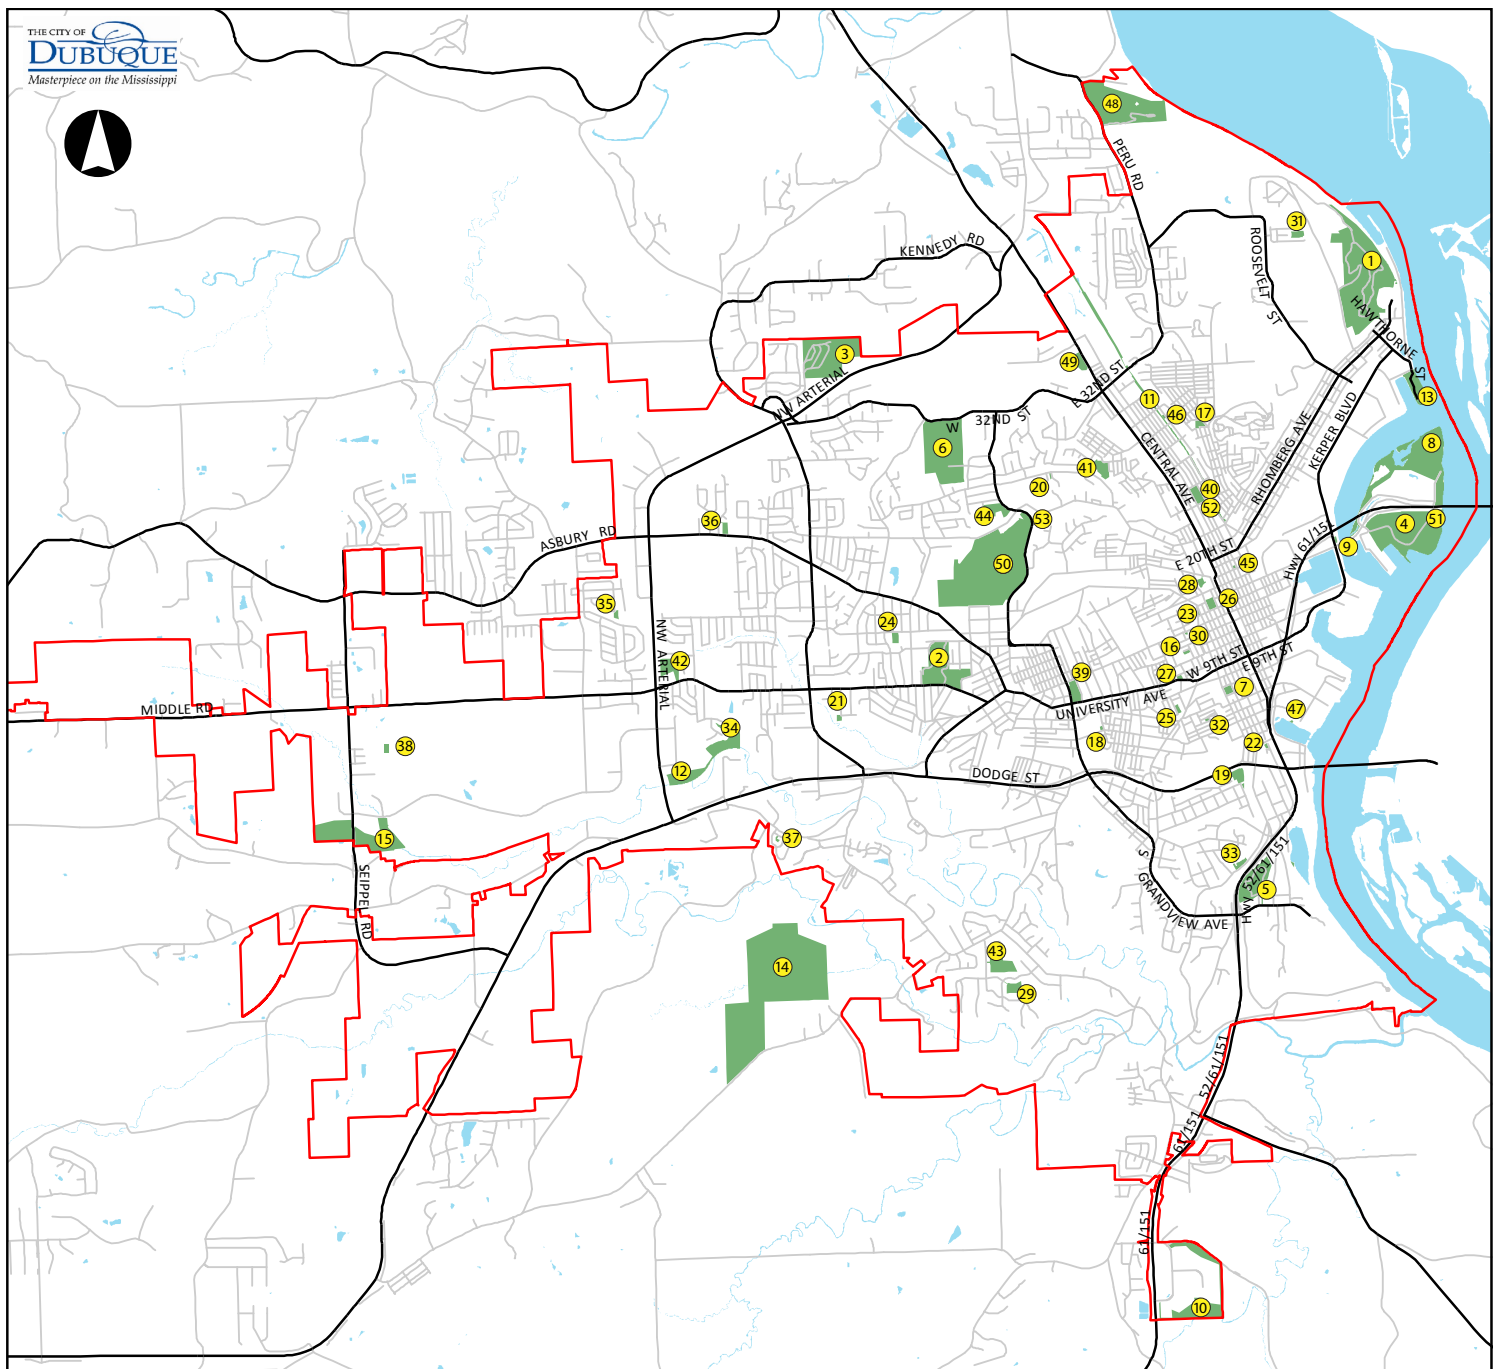 THE CITY OF
DUBUQUE
Masterpiece on the Mississippi
48
PERU RD
31
ROOSEVELT ST
1
KENNEDY RD
HAWTHORNE ST
3
NW ARTERIAL
49
E 32ND ST
11
46
17
13
W 32ND ST
6
CENTRAL AVE
RHOMBERG AVE
KERPER BLVD
8
41
20
40
52
44
53
36
4
51
ASBURY RD
HWY 61/151
9
E 20TH ST
45
50
28
26
35
23
24
30
16
W 9TH ST
E 9TH ST
NW ARTERIAL
42
2
39
27
7
UNIVERSITY AVE
21
MIDDLE RD
47
25
32
34
38
18
22
12
DODGE ST
19
15
37
33
HWY 52/61/151
5
S GRANDVIEW AVE
SEIPPEL RD
43
14
29
52/61/151
61/151
61/151
10